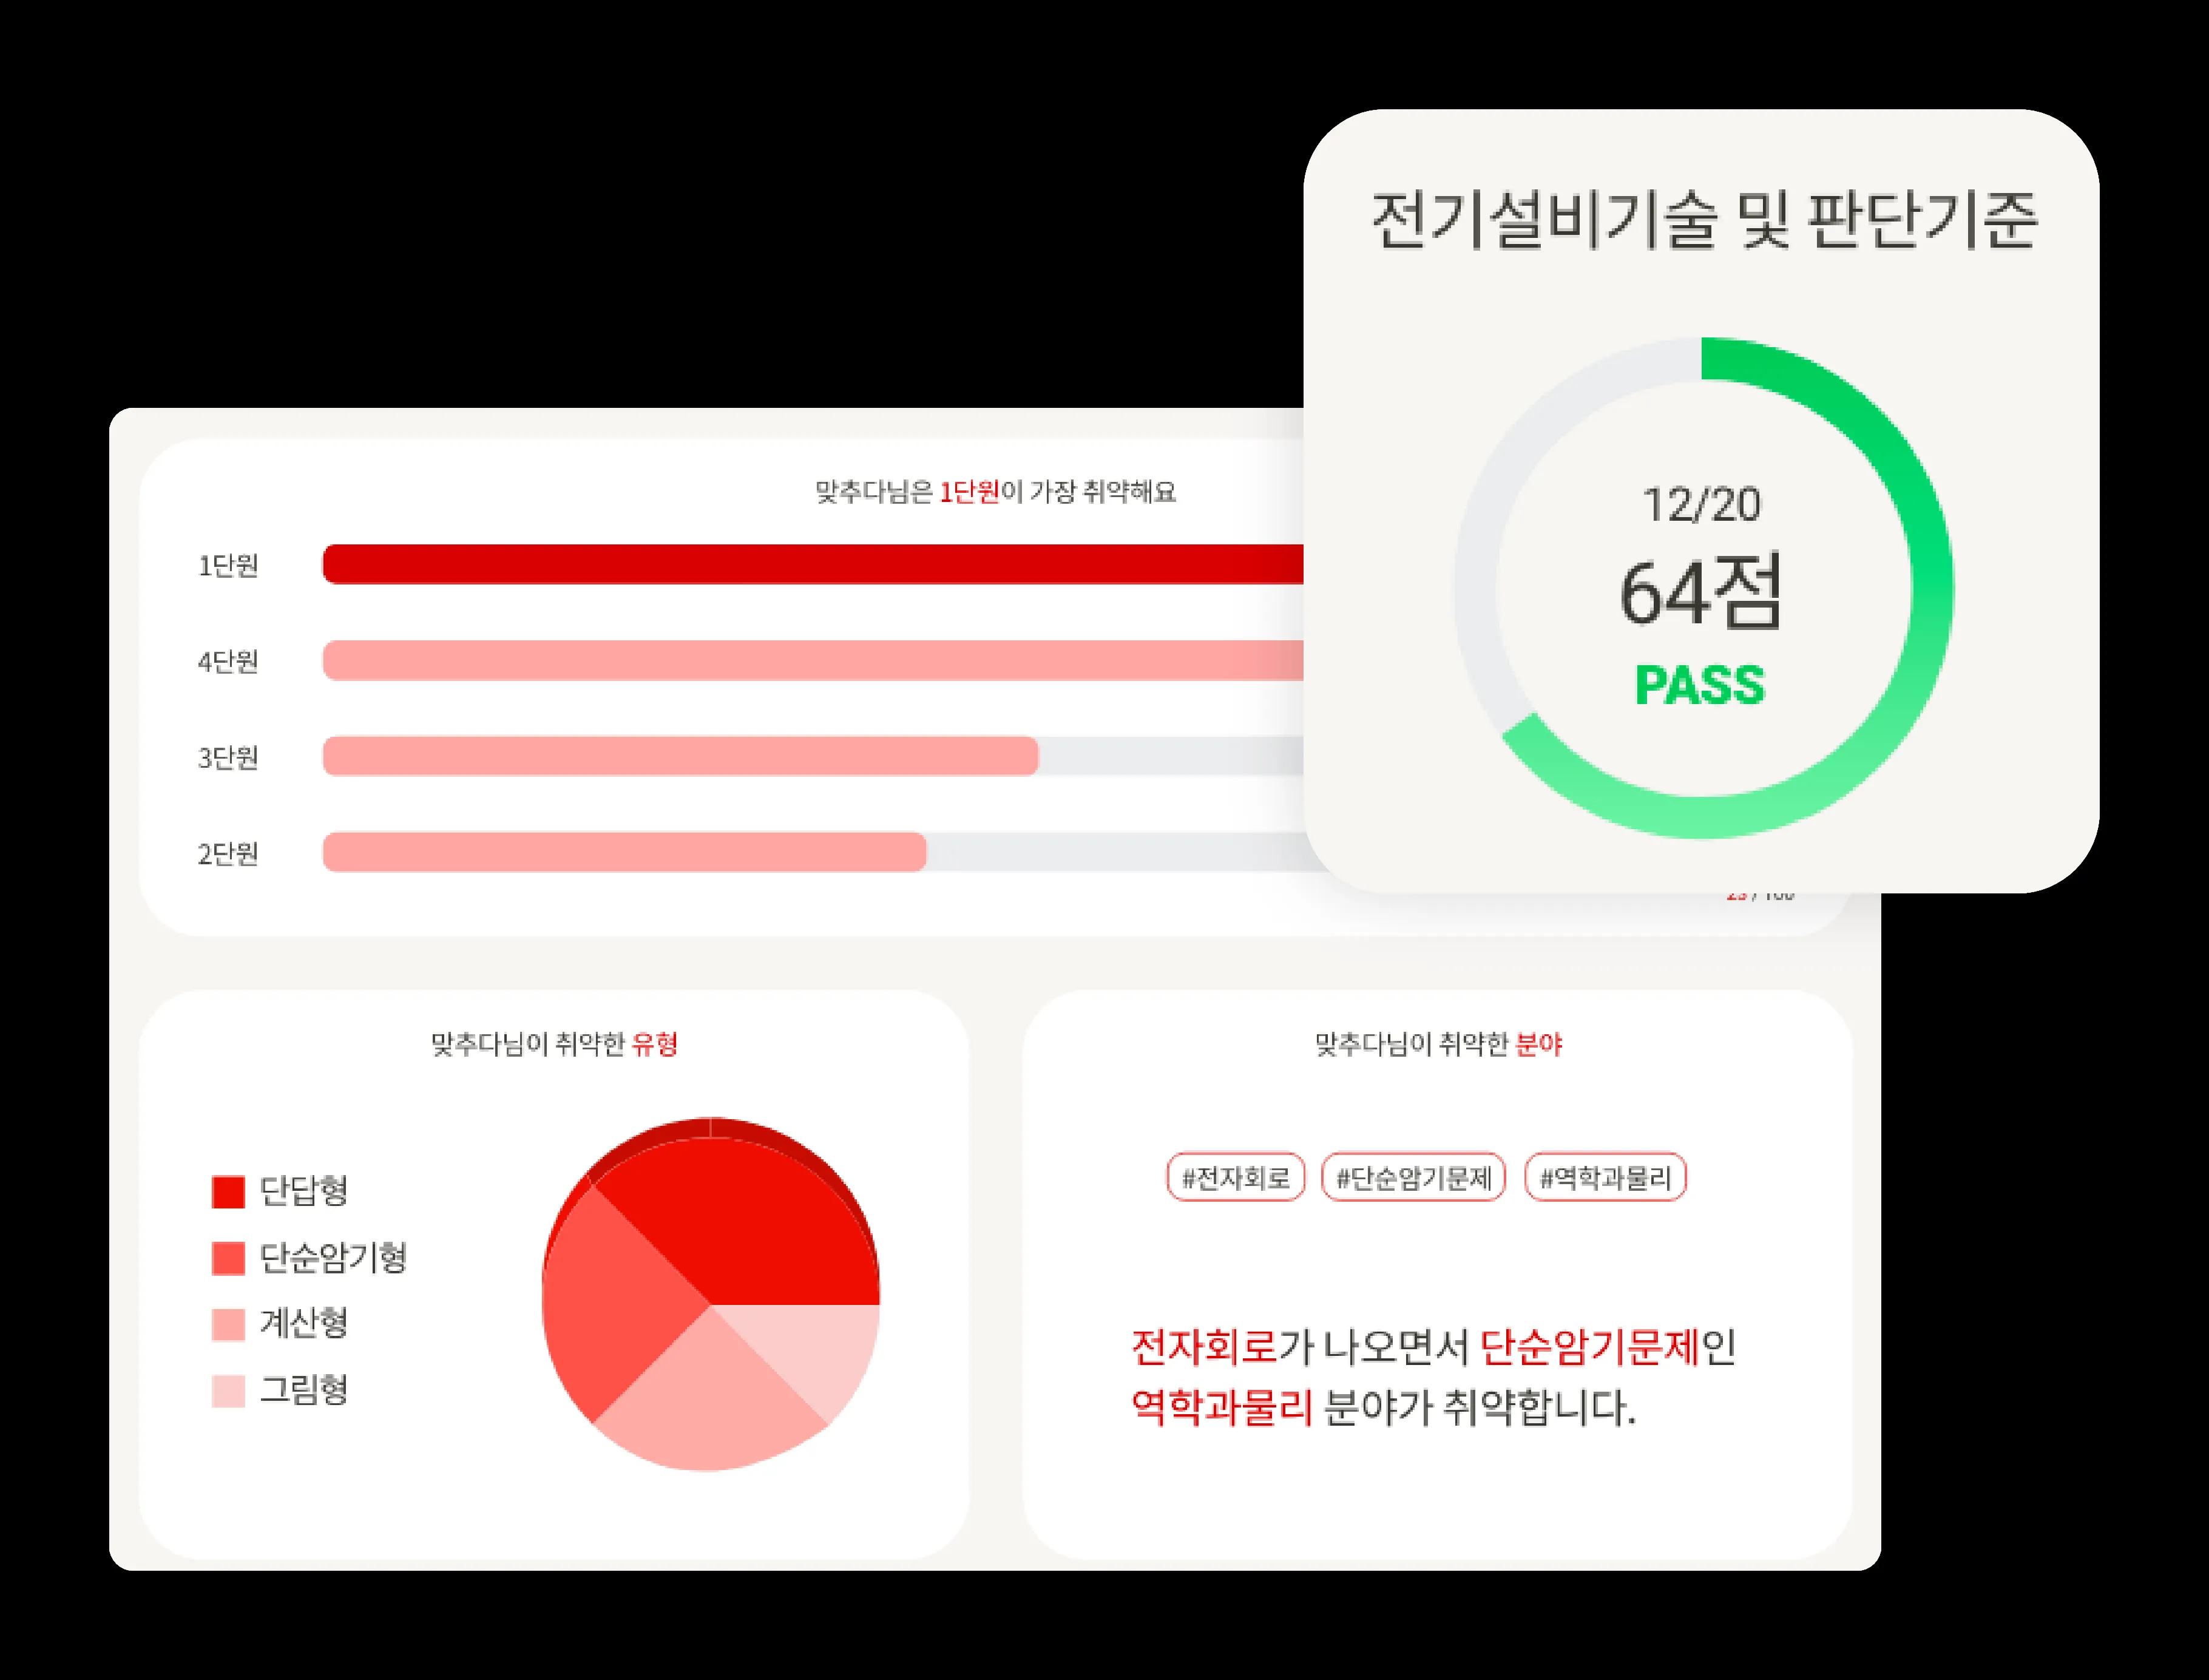 전기설비기술 및 판단기준
12/20
64점
PASS
맞추다님은 1단원이 가장 취약해요
1단원
4단원
3단원
2단원
맞추다님이 취약한 유형
단답형
단순암기형
계산형
그림형
맞추다님이 취약한 분야
#전자회로 #단순암기문제 #역학과물리
전자회로가 나오면서 단순암기문제인
역학과물리 분야가 취약합니다.